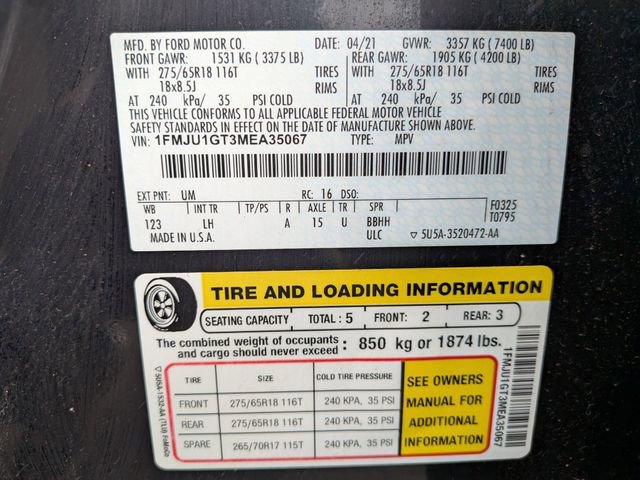 MFD. BY FORD MOTOR CO. DATE: 04/21 GVWR: 3357 KG ( 7400 LB)
FRONT GAWR: 1531 KG ( 3375 LB) REAR GAWR: 1905 KG ( 4200 LB)
WITH 275/65R18 116T TIRES WITH 275/65R18 116T TIRES
18x8.5J RIMS 18x8.5J RIMS
AT 240 kPa/ 35 PSI COLD AT 240 kPa/ 35 PSI COLD
THIS VEHICLE CONFORMS TO ALL APPLICABLE FEDERAL MOTOR VEHICLE
SAFETY STANDARDS IN EFFECT ON THE DATE OF MANUFACTURE SHOWN ABOVE.
VIN: 1FMJU1GT3MEA35067 TYPE: MPV
EXT PNT: UM RC: 16 DSO:
WB INT TR TP/PS R AXLE TR SPR F0325
123 LH A 15 U BBHH T0795
MADE IN U.S.A. ULC ▽ 5U5A-3520472-AA
TIRE AND LOADING INFORMATION
SEATING CAPACITY TOTAL: 5 FRONT: 2 REAR: 3
The combined weight of occupants
and cargo should never exceed : 850 kg or 1874 lbs.
TIRE SIZE COLD TIRE PRESSURE
FRONT 275/65R18 116T 240 KPA, 35 PSI
REAR 275/65R18 116T 240 KPA, 35 PSI
SPARE 265/70R17 115T 240 KPA, 35 PSI
SEE OWNERS
MANUAL FOR
ADDITIONAL
INFORMATION
▽ 5U5A-1532-AA (TLU) FoMoCo
1FMJU1GT3MEA35067